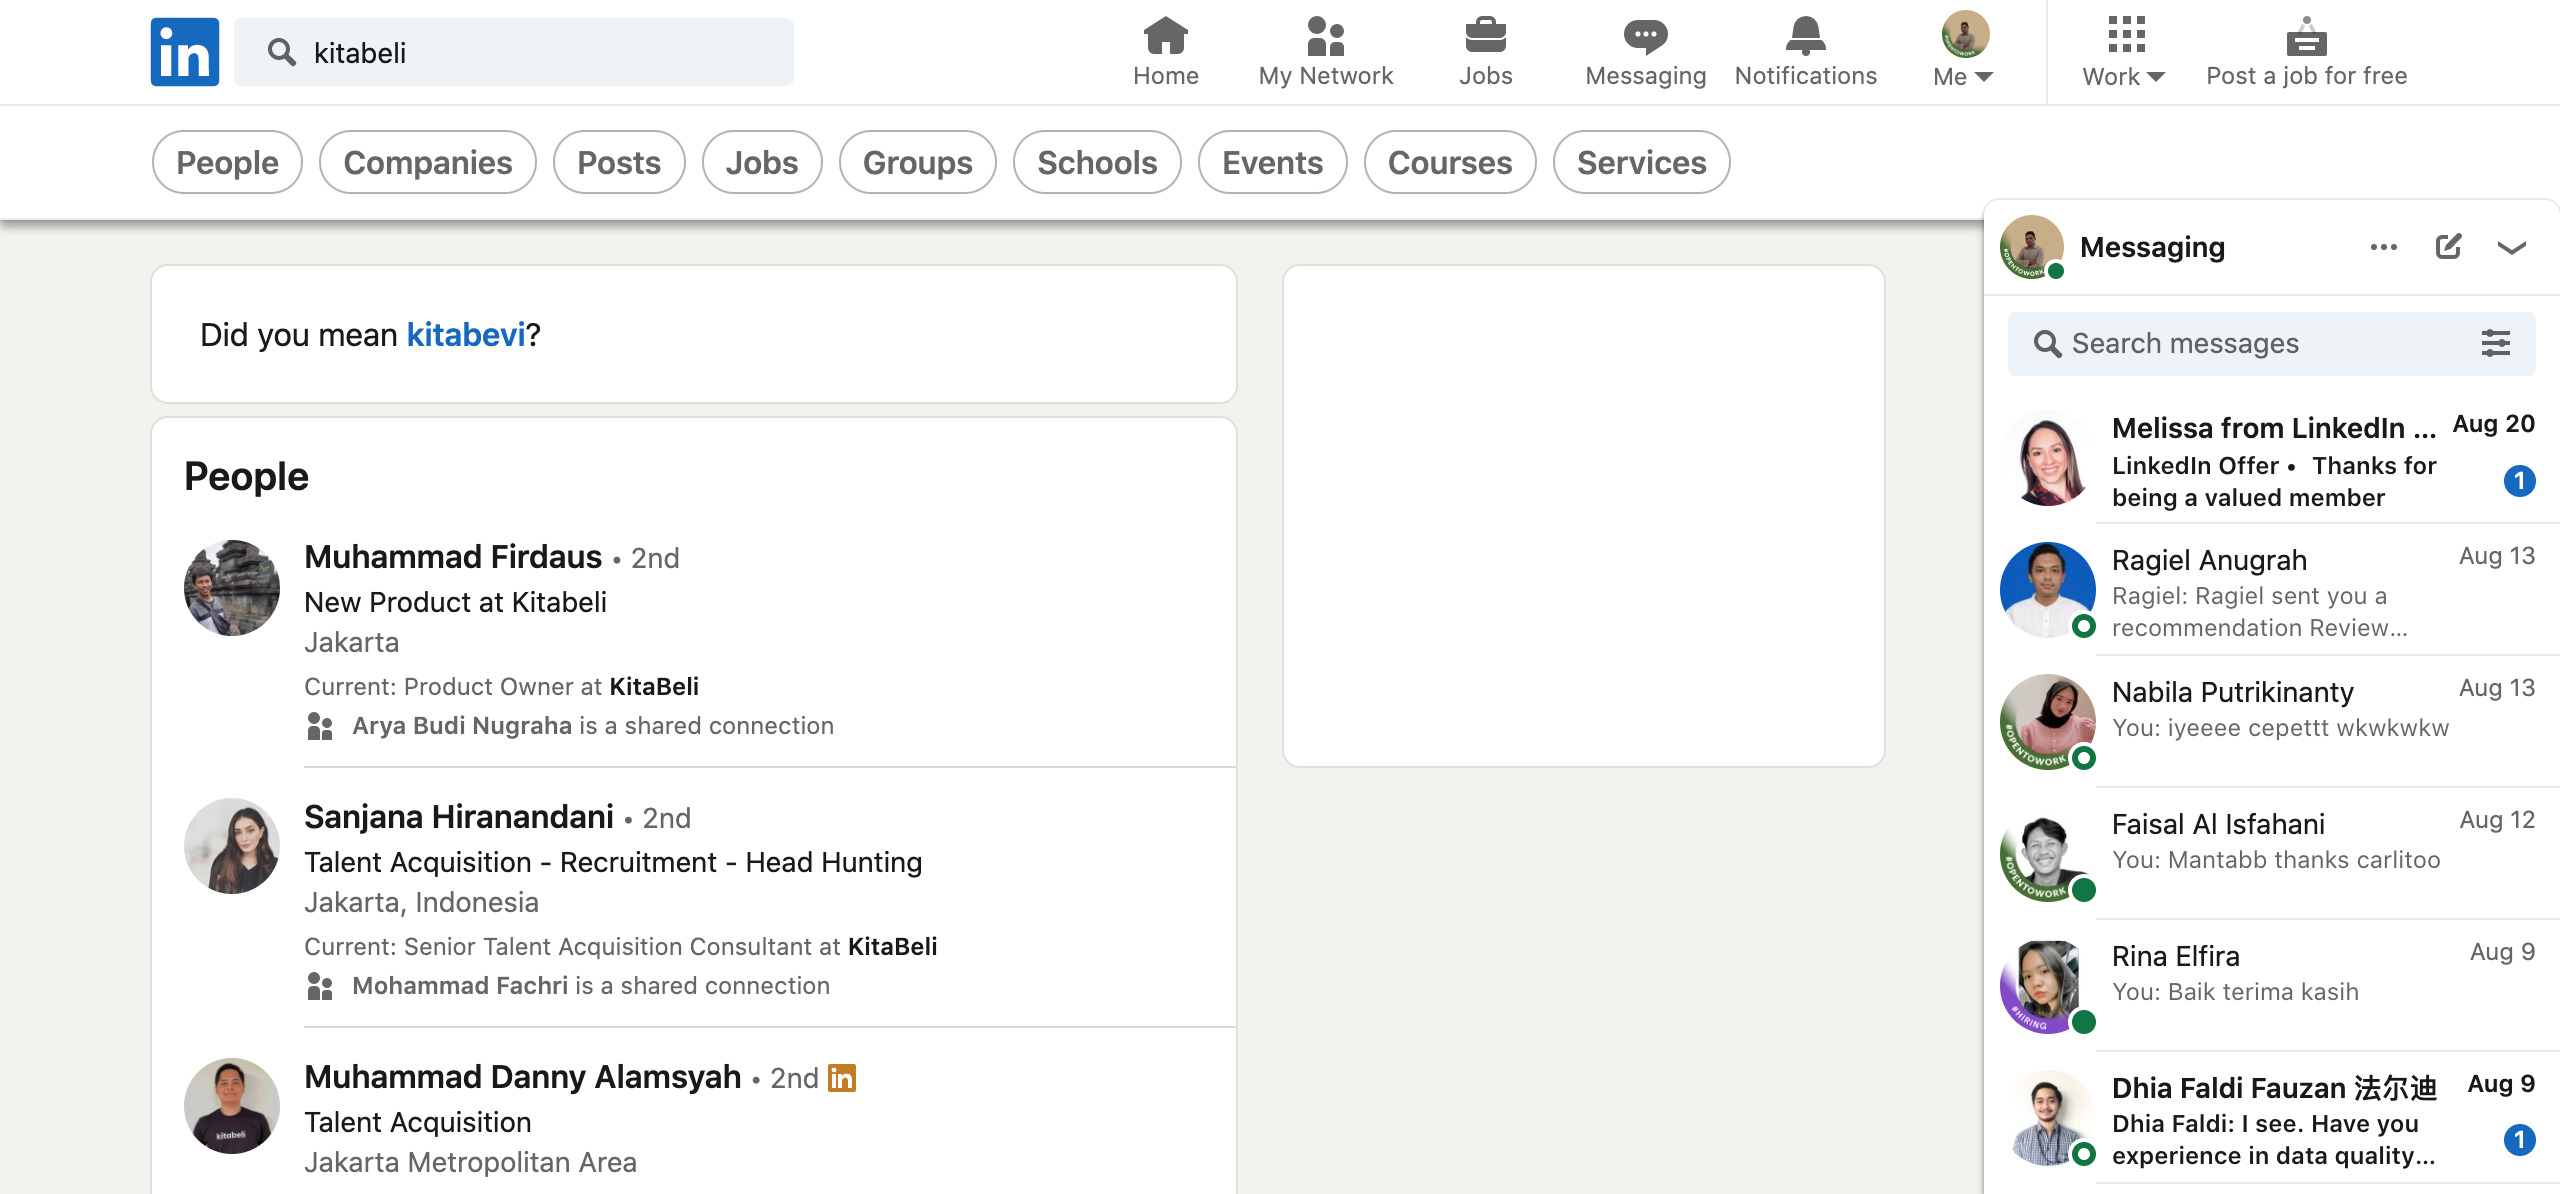 in
kitabeli
Home
My Network
Jobs
Messaging
Notifications
Me
Work
Post a job for free
People
Companies
Posts
Jobs
Groups
Schools
Events
Courses
Services
Did you mean kitabevi?
People
Muhammad Firdaus • 2nd
New Product at Kitabeli
Jakarta
Current: Product Owner at KitaBeli
Arya Budi Nugraha is a shared connection
Sanjana Hiranandani • 2nd
Talent Acquisition - Recruitment - Head Hunting
Jakarta, Indonesia
Current: Senior Talent Acquisition Consultant at KitaBeli
Mohammad Fachri is a shared connection
kitabeli
Muhammad Danny Alamsyah • 2nd in
Talent Acquisition
Jakarta Metropolitan Area
#OPENTOWORK
Messaging
Search messages
Melissa from LinkedIn ... Aug 20
LinkedIn Offer • Thanks for
being a valued member
1
Ragiel Anugrah Aug 13
Ragiel: Ragiel sent you a
recommendation Review...
#OPENTOWORK
Nabila Putrikinanty Aug 13
You: iyeeee cepettt wkwkwkw
#OPENTOWORK
Faisal Al Isfahani Aug 12
You: Mantabb thanks carlitoo
#HIRING
Rina Elfira Aug 9
You: Baik terima kasih
Dhia Faldi Fauzan 法尔迪 Aug 9
Dhia Faldi: I see. Have you
experience in data quality...
1